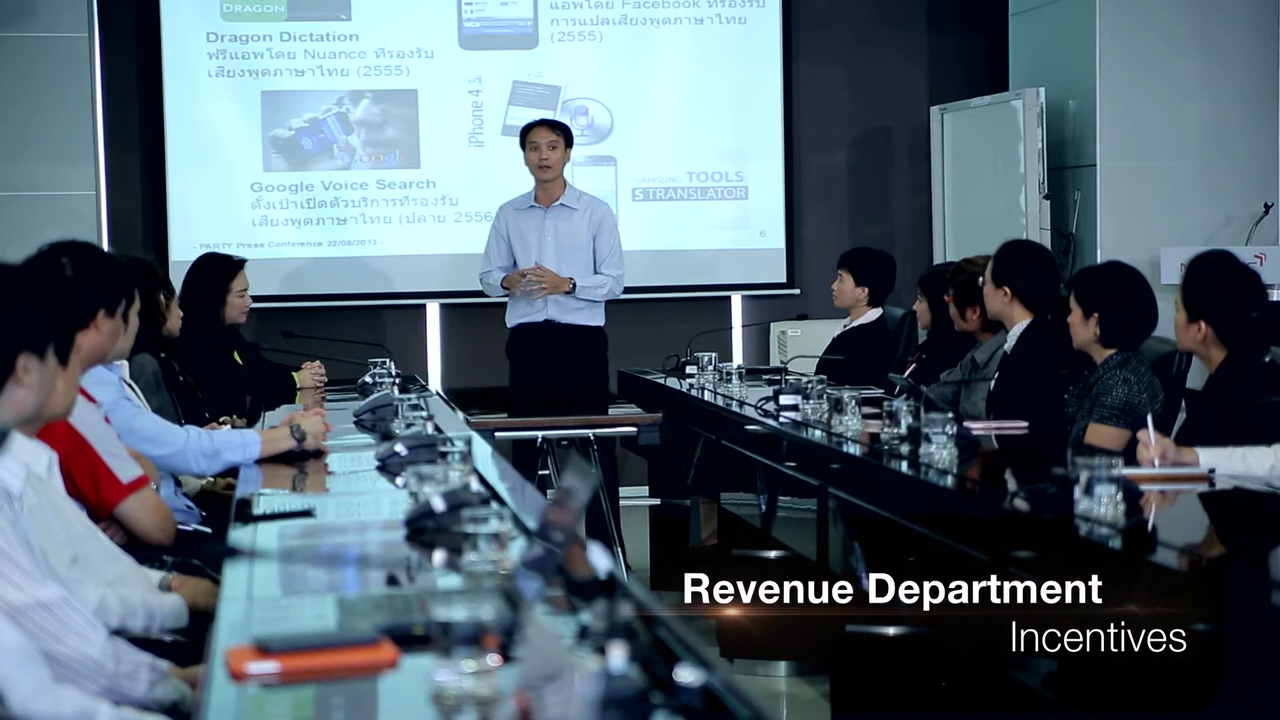 DRAGON
Dragon Dictation
ฟรีแอพโดย Nuance ที่รองรับ
เสียงพูดภาษาไทย (2555)
แอพโดย Facebook ที่รองรับ
การแปลเสียงพูดภาษาไทย
(2555)
iPhone 4 S
Google Voice Search
ตั้งเป้าเปิดตัวบริการที่รองรับ
เสียงพูดภาษาไทย (ปลาย 2556
SAMSUNG TOOLS
S TRANSLATOR
- PARTY Press Conference 22/08/2013 -
6
Revenue Department
Incentives